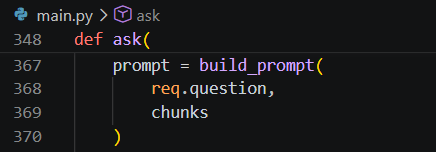 main.py > ask
348 def ask(
367 prompt = build_prompt(
368 req.question,
369 chunks
370 )